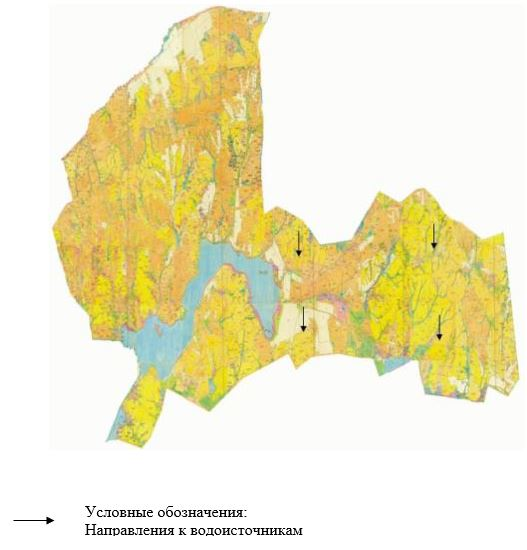 Условные обозначения:
Направления к водоисточникам